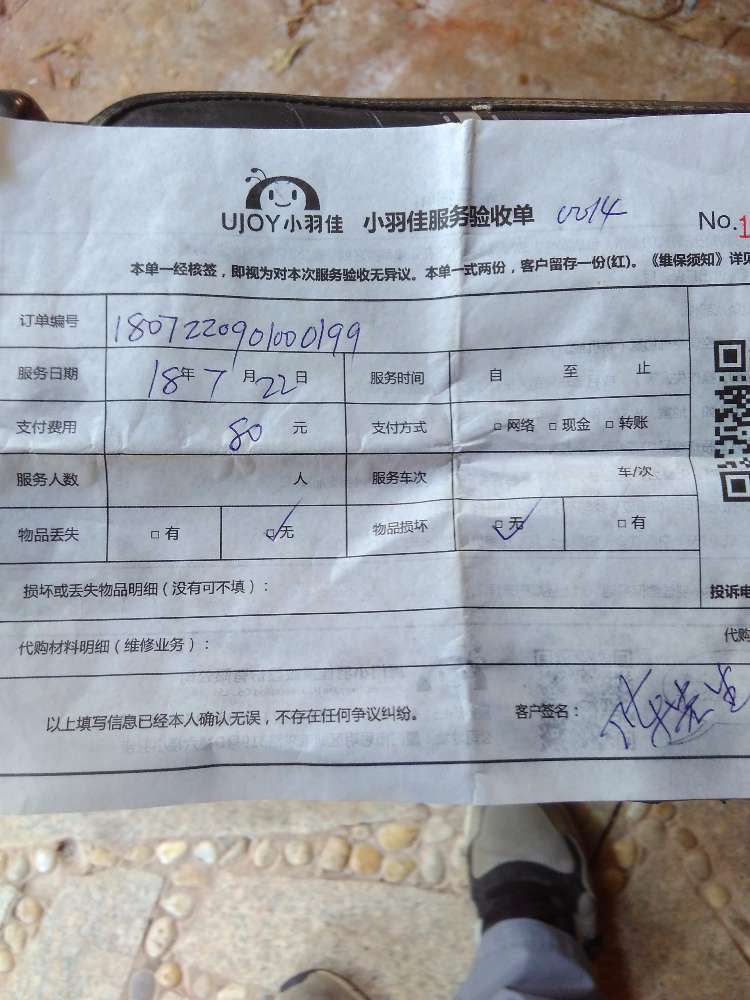 UJOY小羽佳 小羽佳服务验收单 0014
No.1
本单一经核签，即视为对本次服务验收无异议。本单一式两份，客户留存一份(红)。《维保须知》详见
订单编号 1807220901000199
服务日期 18年7月22日 服务时间 自 至 止
支付费用 80元 支付方式 □网络 □现金 □转账
服务人数 人 服务车次 车/次
物品丢失 □有 ☑无 物品损坏 ☑无 □有
损坏或丢失物品明细（没有可不填）：
投诉电
代购材料明细（维修业务）：
代购
以上填写信息已经本人确认无误，不存在任何争议纠纷。 客户签名： 先生